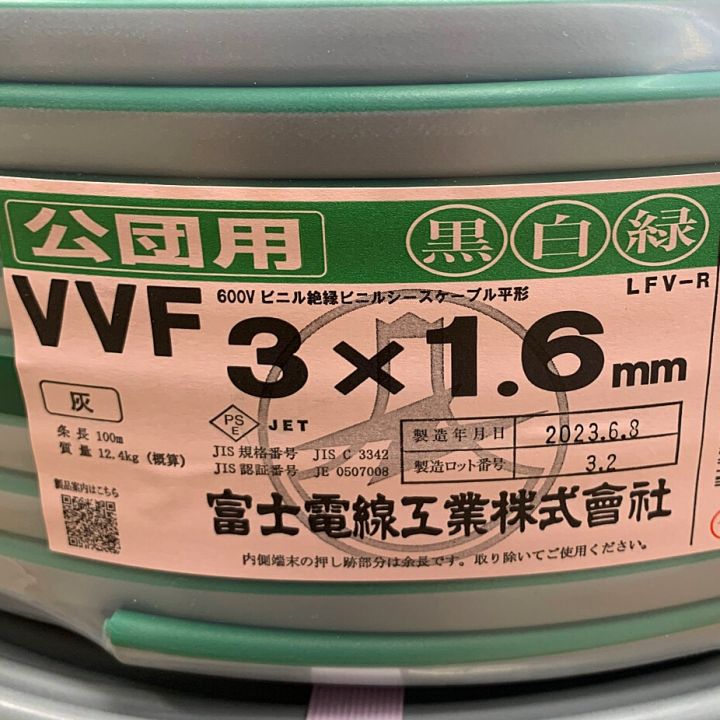 公団用 黒 白 緑
LFV-R
600V ビニル絶縁ビニルシースケーブル平形
VVF 3×1.6mm
灰
条長 100m
質量 12.4kg (概算)
PS
E
JET
JIS 規格番号 JIS C 3342
JIS 認証番号 JE 0507008
製造年月日 2023.6.8
製造ロット番号 3.2
製品案内はこちら
富士電線工業株式會社
内側端末の押し跡部分は余長です。取り除いてご使用ください。